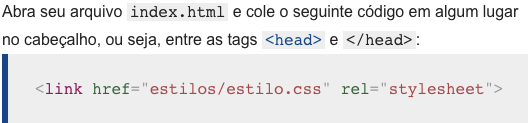 Abra seu arquivo index.html e cole o seguinte código em algum lugar
no cabeçalho, ou seja, entre as tags <head> e </head>:
<link href="estilos/estilo.css" rel="stylesheet">